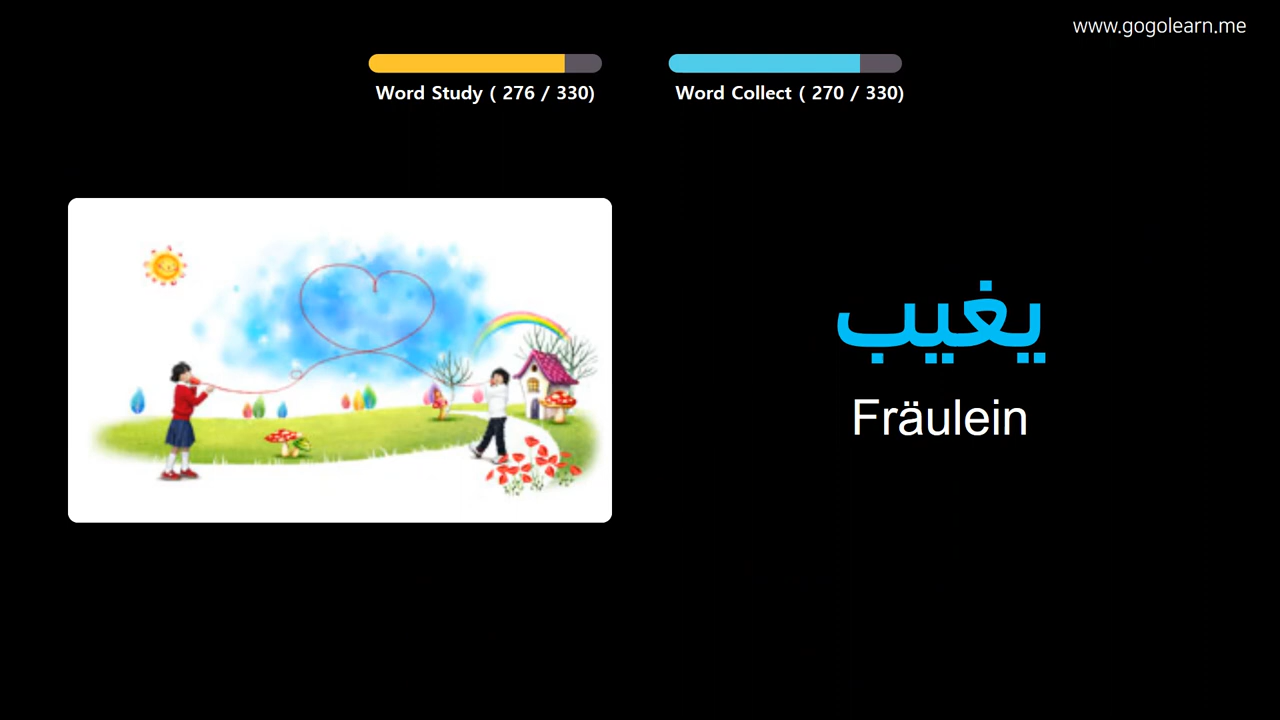 www.gogolearn.me
Word Study ( 276 / 330)
Word Collect ( 270 / 330)
يغيب
Fräulein